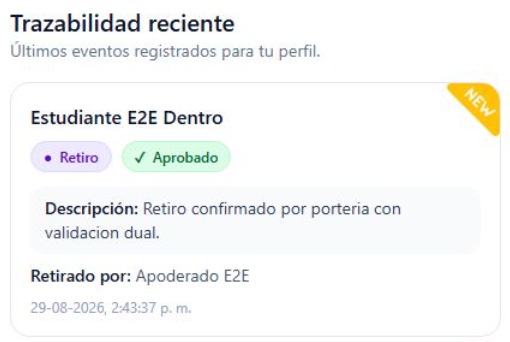 Trazabilidad reciente
Últimos eventos registrados para tu perfil.
NEW
Estudiante E2E Dentro
• Retiro ✓ Aprobado
Descripción: Retiro confirmado por porteria con
validacion dual.
Retirado por: Apoderado E2E
29-08-2026, 2:43:37 p. m.